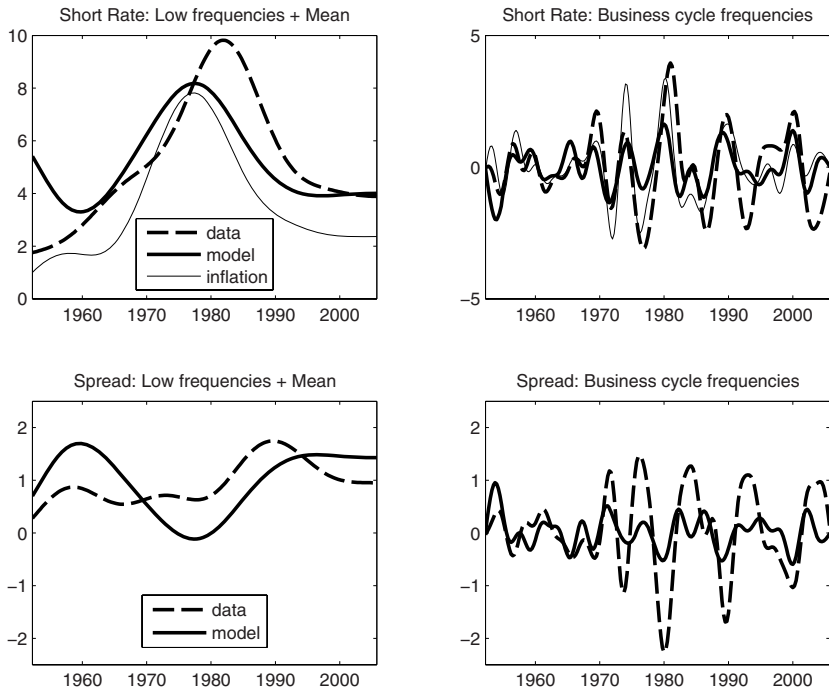 Short Rate: Low frequencies + Mean
10
8
6
4
2
0
data
model
inflation
1960 1970 1980 1990 2000
Short Rate: Business cycle frequencies
5
0
−5
1960 1970 1980 1990 2000
Spread: Low frequencies + Mean
2
1
0
−1
−2
data
model
1960 1970 1980 1990 2000
Spread: Business cycle frequencies
2
1
0
−1
−2
1960 1970 1980 1990 2000